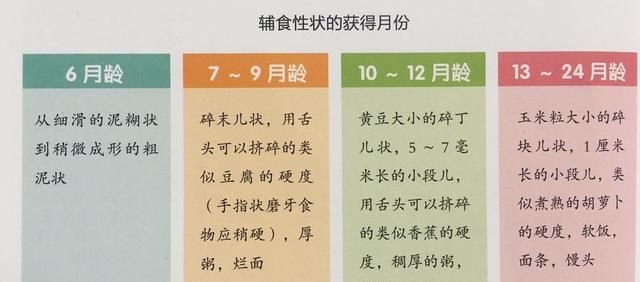 辅食性状的获得月份
6 月龄
从细滑的泥糊状
到稍微成形的粗
泥状
7 ~ 9 月龄
碎末儿状，用舌
头可以挤碎的类
似豆腐的硬度
（手指状磨牙食
物应稍硬），厚
粥，烂面
10 ~ 12 月龄
黄豆大小的碎丁
儿状，5 ~ 7 毫
米长的小段儿，
用舌头可以挤碎
的类似香蕉的硬
度，稠厚的粥，
13 ~ 24 月龄
玉米粒大小的碎
块儿状，1 厘米
长的小段儿，类
似煮熟的胡萝卜
的硬度，软饭，
面条，馒头